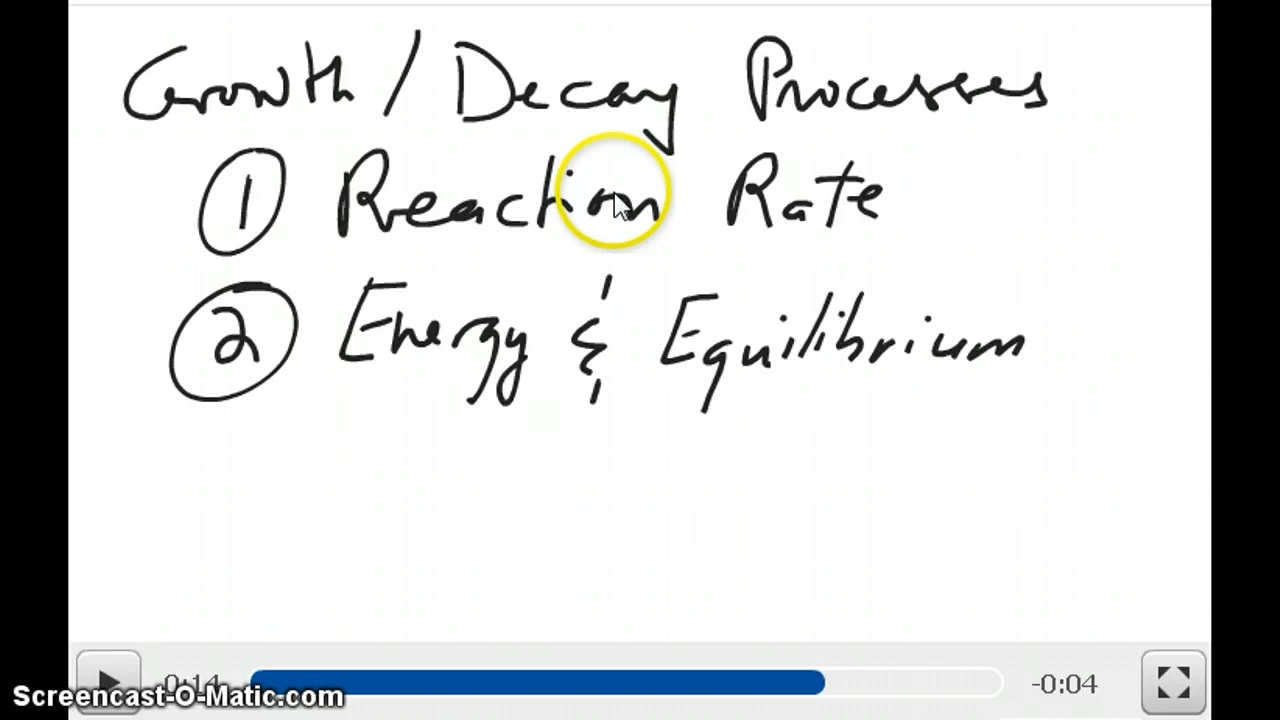 Growth / Decay Processes
① Reaction Rate
② Energy & Equilibrium
0:14 -0:04
Screencast-O-Matic.com